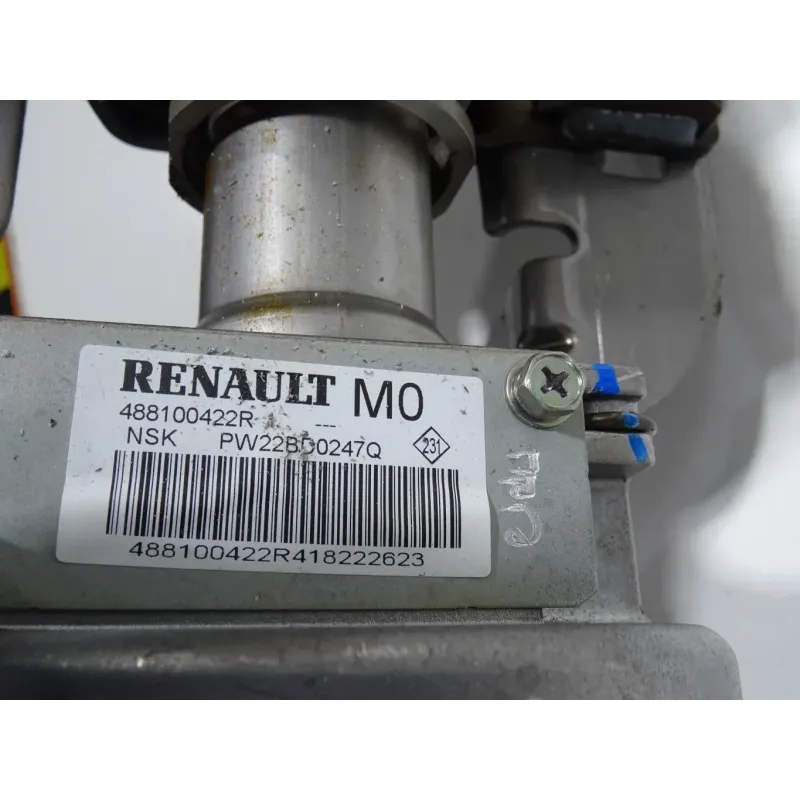 RENAULT M0
488100422R ---
NSK PW22BD0247Q 231
488100422R418222623